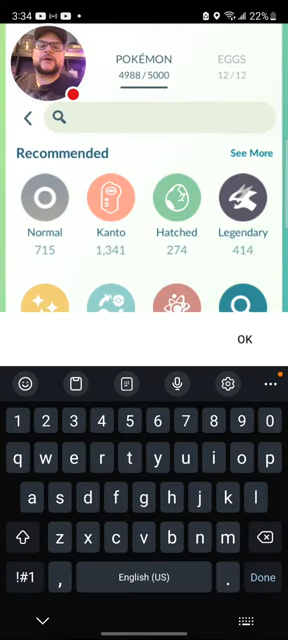 3:34
22%
POKÉMON
4988 / 5000
EGGS
12 / 12
Recommended
See More
Normal
715
Kanto
1,341
Hatched
274
Legendary
414
OK
1 2 3 4 5 6 7 8 9 0
q w e r t y u i o p
a s d f g h j k l
z x c v b n m
!#1 , English (US) . Done